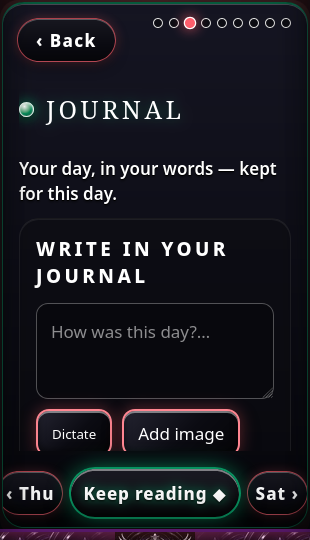 ‹ Back
JOURNAL
Your day, in your words — kept
for this day.
WRITE IN YOUR
JOURNAL
How was this day?...
Dictate
Add image
‹ Thu
Keep reading ◆
Sat ›